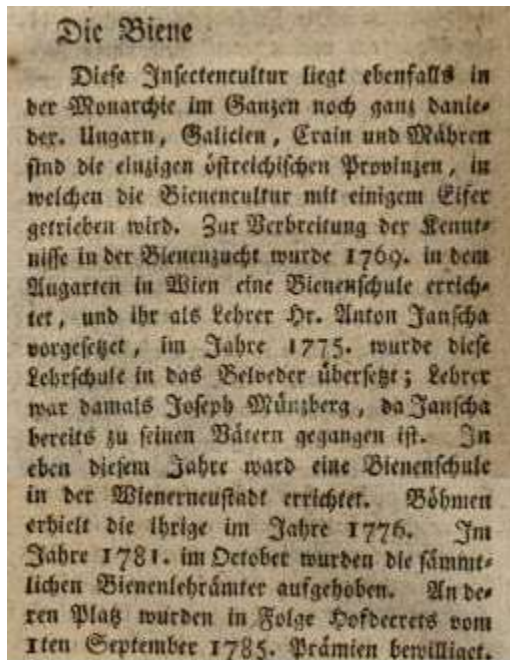 Die Biene
Diese Insectencultur liegt ebenfalls in
der Monarchie im Ganzen noch ganz danie⸗
der. Ungarn, Galicien, Crain und Mähren
sind die einzigen östreichischen Provinzen, in
welchen die Bienencultur mit einigem Eifer
getrieben wird. Zur Verbreitung der Kennt⸗
nisse in der Bienenzucht wurde 1769. in dem
Augarten in Wien eine Bienenschule errich⸗
tet, und ihr als Lehrer Hr. Anton Janscha
vorgesetzet, im Jahre 1775. wurde diese
Lehrschule in das Belveder übersetzt; Lehrer
war damals Joseph Münzberg, da Janscha
bereits zu seinen Vätern gegangen ist. In
eben diesem Jahre ward eine Bienenschule
in der Wienerneustadt errichtet. Böhmen
erhielt die ihrige im Jahre 1776. Im
Jahre 1781. im October wurden die sämmt⸗
lichen Bienenlehrämter aufgehoben. An de⸗
ren Platz wurden in Folge Hofdecrets vom
1ten September 1785. Prämien bewilliget.